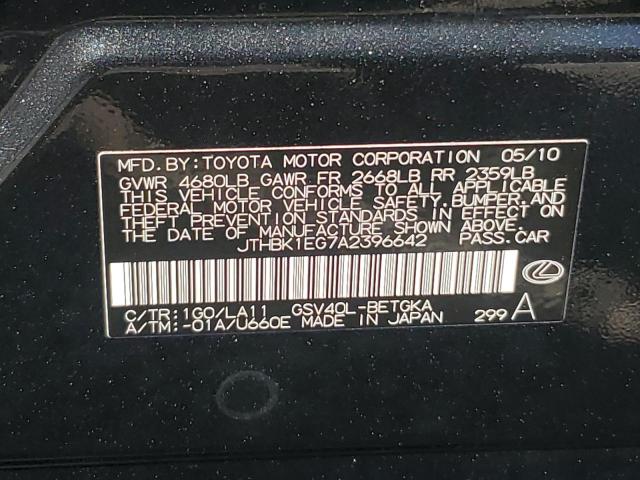 MFD.BY:TOYOTA MOTOR CORPORATION 05/10
GVWR 4680LB GAWR FR 2668LB RR 2359LB
THIS VEHICLE CONFORMS TO ALL APPLICABLE
FEDERAL MOTOR VEHICLE SAFETY,BUMPER,AND
THEFT PREVENTION STANDARDS IN EFFECT ON
THE DATE OF MANUFACTURE SHOWN ABOVE.
JTHBK1EG7A2396642 PASS.CAR
C/TR:1G0/LA11 GSV40L-BETGKA
A/TM:-01A/U660E MADE IN JAPAN 299 A